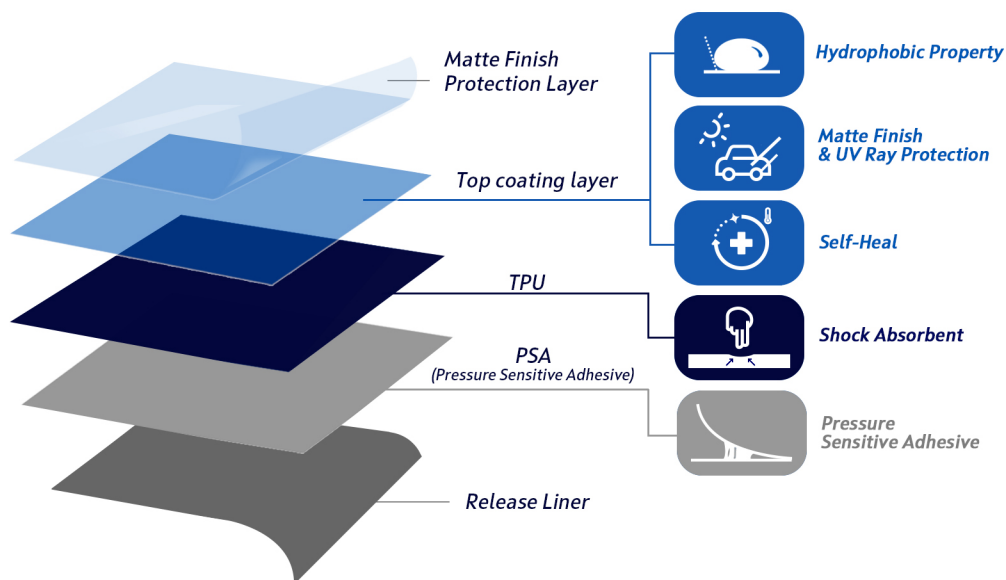 Matte Finish
Protection Layer
Top coating layer
TPU
PSA
(Pressure Sensitive Adhesive)
Release Liner
Hydrophobic Property
Matte Finish
& UV Ray Protection
Self-Heal
Shock Absorbent
Pressure
Sensitive Adhesive